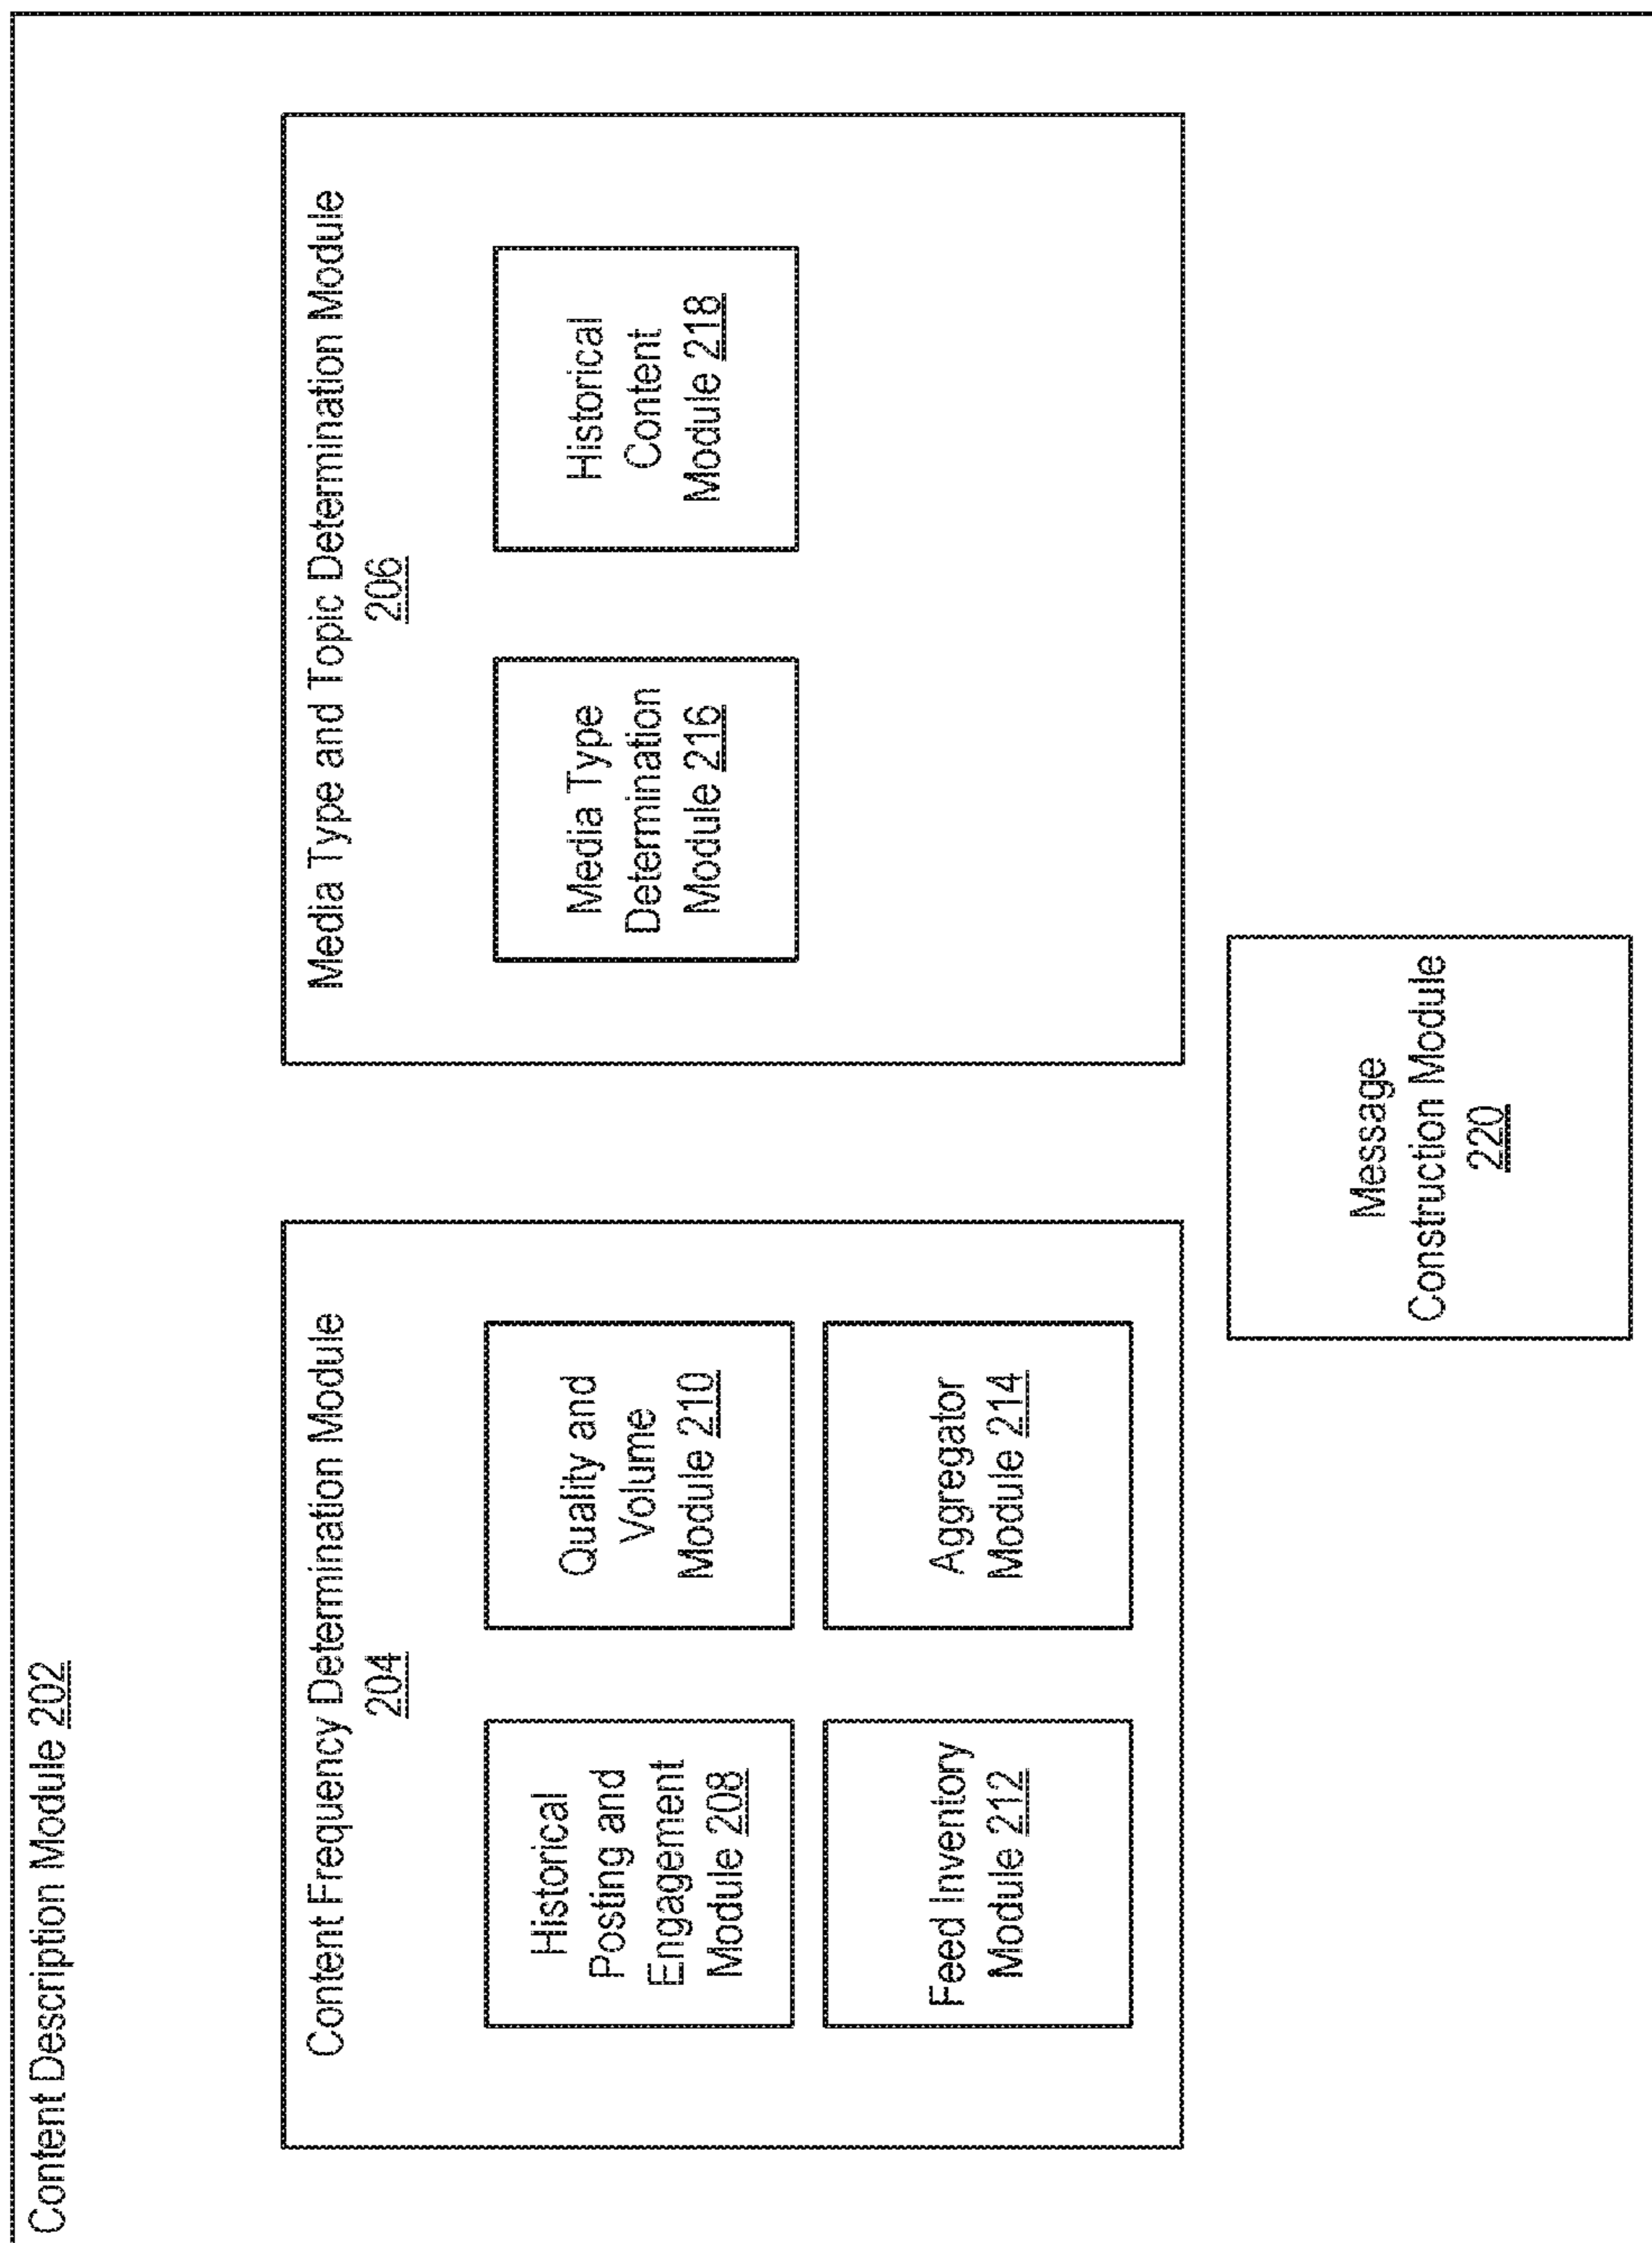 Content Description Module 202
Content Frequency Determination Module
204
Historical
Posting and
Engagement
Module 208
Quality and
Volume
Module 210
Feed Inventory
Module 212
Aggregator
Module 214
Media Type and Topic Determination Module
206
Media Type
Determination
Module 216
Historical
Content
Module 218
Message
Construction Module
220